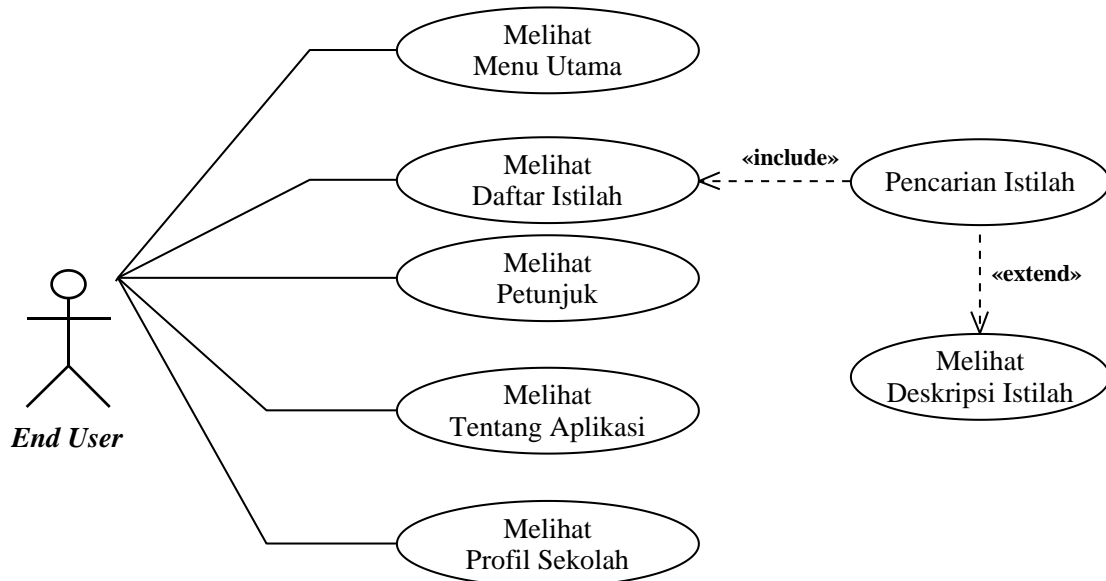 Melihat
Menu Utama
Melihat
Daftar Istilah
«include»
Pencarian Istilah
Melihat
Petunjuk
«extend»
Melihat
Deskripsi Istilah
Melihat
Tentang Aplikasi
End User
Melihat
Profil Sekolah